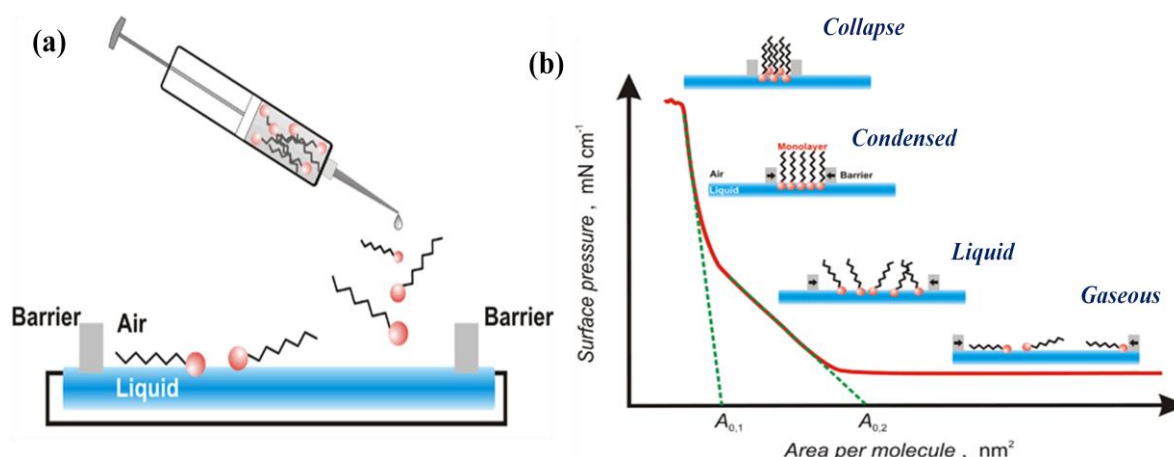 (a)
Barrier
Air
Barrier
Liquid
(b)
Collapse
Condensed
Monolayer
Air
Barrier
Liquid
Liquid
Gaseous
Surface pressure , mN cm⁻¹
A₀,₁
A₀,₂
Area per molecule , nm²